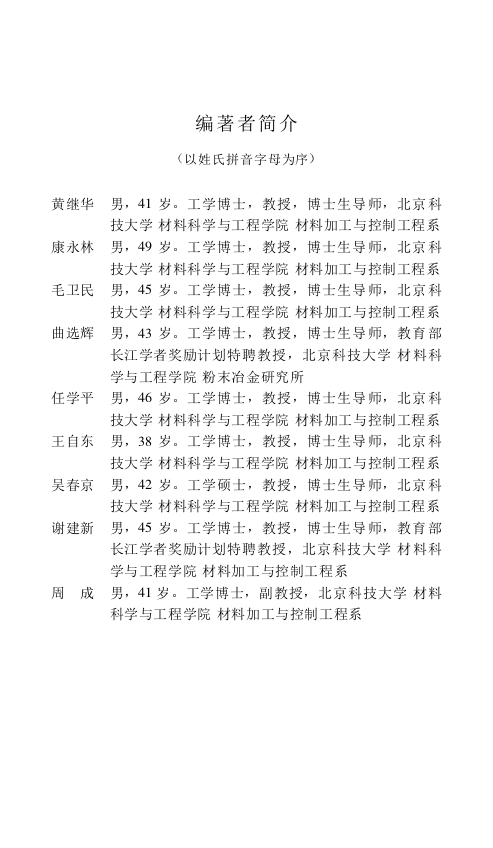 编著者简介
（以姓氏拼音字母为序）
黄继华 男，41 岁。工学博士，教授，博士生导师，北京科
技大学 材料科学与工程学院 材料加工与控制工程系
康永林 男，49 岁。工学博士，教授，博士生导师，北京科
技大学 材料科学与工程学院 材料加工与控制工程系
毛卫民 男，45 岁。工学博士，教授，博士生导师，北京科
技大学 材料科学与工程学院 材料加工与控制工程系
曲选辉 男，43 岁。工学博士，教授，博士生导师，教育部
长江学者奖励计划特聘教授，北京科技大学 材料科
学与工程学院 粉末冶金研究所
任学平 男，46 岁。工学博士，教授，博士生导师，北京科
技大学 材料科学与工程学院 材料加工与控制工程系
王自东 男，38 岁。工学博士，教授，博士生导师，北京科
技大学 材料科学与工程学院 材料加工与控制工程系
吴春京 男，42 岁。工学硕士，教授，博士生导师，北京科
技大学 材料科学与工程学院 材料加工与控制工程系
谢建新 男，45 岁。工学博士，教授，博士生导师，教育部
长江学者奖励计划特聘教授，北京科技大学 材料科
学与工程学院 材料加工与控制工程系
周　成 男，41 岁。工学博士，副教授，北京科技大学 材料
科学与工程学院 材料加工与控制工程系